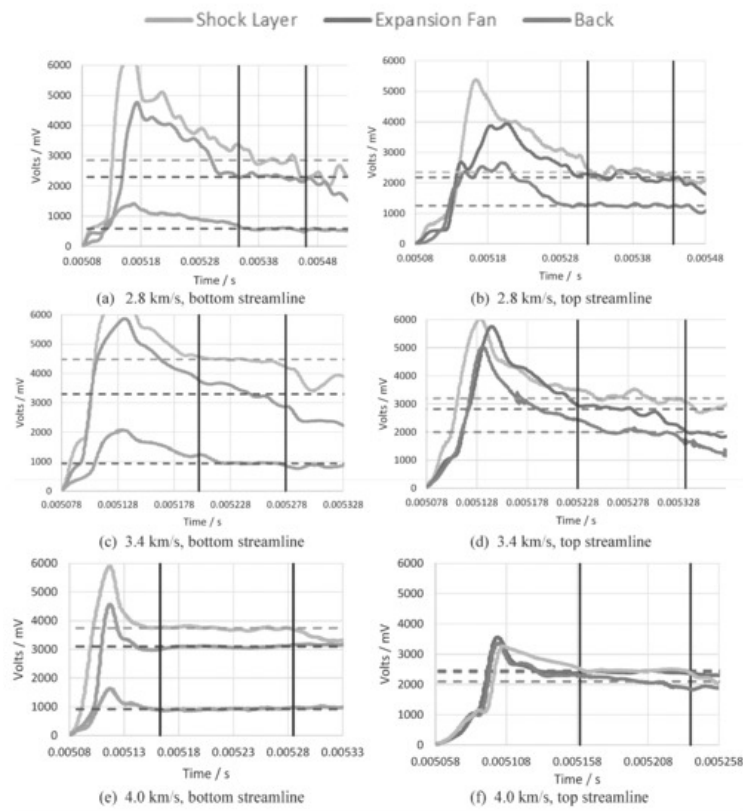 Shock Layer Expansion Fan Back
6000
5000
4000
3000
2000
1000
0
Volts / mV
0.00508 0.00518 0.00528 0.00538 0.00548
Time / s
(a) 2.8 km/s, bottom streamline
6000
5000
4000
3000
2000
1000
0
Volts / mV
0.00508 0.00518 0.00528 0.00538 0.00548
Time / s
(b) 2.8 km/s, top streamline
6000
5000
4000
3000
2000
1000
0
Volts / mV
0.005078 0.005128 0.005178 0.005228 0.005278 0.005328
Time / s
(c) 3.4 km/s, bottom streamline
6000
5000
4000
3000
2000
1000
0
Volts / mV
0.005078 0.005128 0.005178 0.005228 0.005278 0.005328
Time / s
(d) 3.4 km/s, top streamline
6000
5000
4000
3000
2000
1000
0
Volts / mV
0.00508 0.00513 0.00518 0.00523 0.00528 0.00533
Time / s
(e) 4.0 km/s, bottom streamline
6000
5000
4000
3000
2000
1000
0
Volts / mV
0.005058 0.005108 0.005158 0.005208 0.005258
Time / s
(f) 4.0 km/s, top streamline